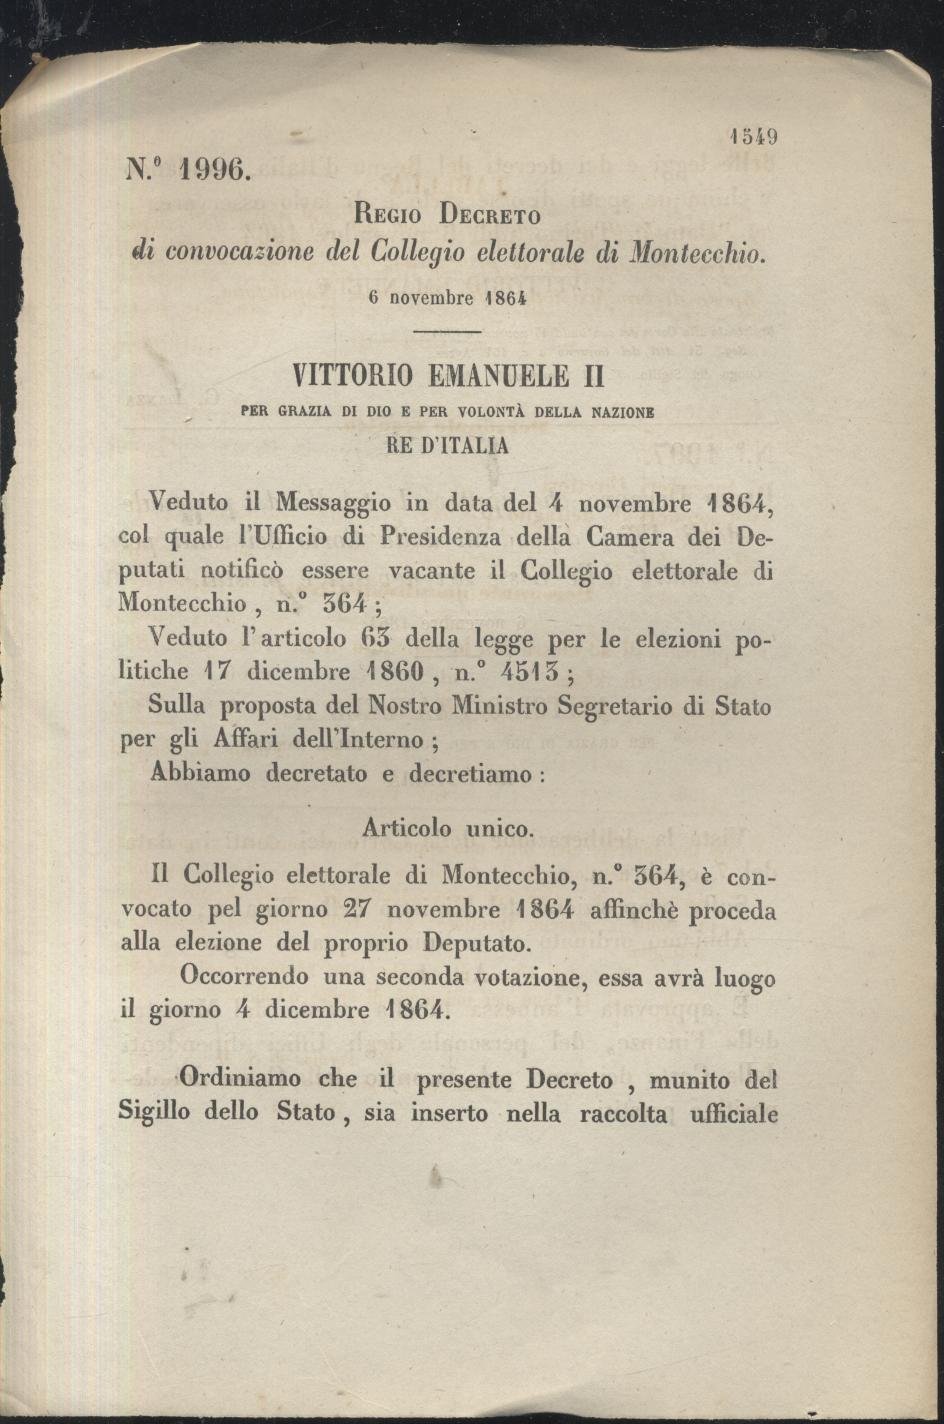 1549
N.º 1996.
REGIO DECRETO
di convocazione del Collegio elettorale di Montecchio.
6 novembre 1864
VITTORIO EMANUELE II
PER GRAZIA DI DIO E PER VOLONTÀ DELLA NAZIONE
RE D'ITALIA
Veduto il Messaggio in data del 4 novembre 1864,
col quale l'Ufficio di Presidenza della Camera dei De-
putati notificò essere vacante il Collegio elettorale di
Montecchio, n.º 364;
Veduto l'articolo 63 della legge per le elezioni po-
litiche 17 dicembre 1860, n.º 4513;
Sulla proposta del Nostro Ministro Segretario di Stato
per gli Affari dell'Interno;
Abbiamo decretato e decretiamo:
Articolo unico.
Il Collegio elettorale di Montecchio, n.º 364, è con-
vocato pel giorno 27 novembre 1864 affinchè proceda
alla elezione del proprio Deputato.
Occorrendo una seconda votazione, essa avrà luogo
il giorno 4 dicembre 1864.
Ordiniamo che il presente Decreto, munito del
Sigillo dello Stato, sia inserto nella raccolta ufficiale